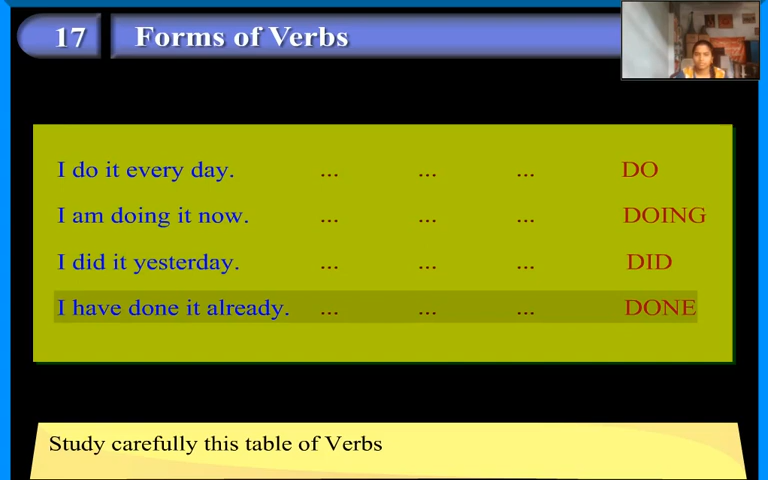 17 Forms of Verbs
I do it every day. ... ... ... DO
I am doing it now. ... ... ... DOING
I did it yesterday. ... ... ... DID
I have done it already. ... ... ... DONE
Study carefully this table of Verbs